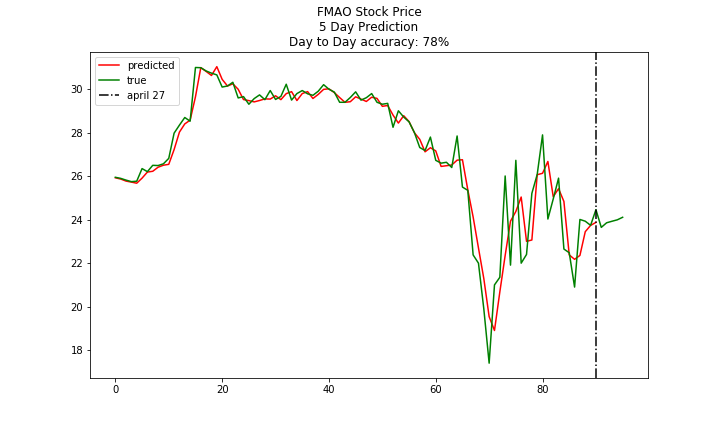 FMAO Stock Price
5 Day Prediction
Day to Day accuracy: 78%
predicted
true
april 27
30
28
26
24
22
20
18
0
20
40
60
80